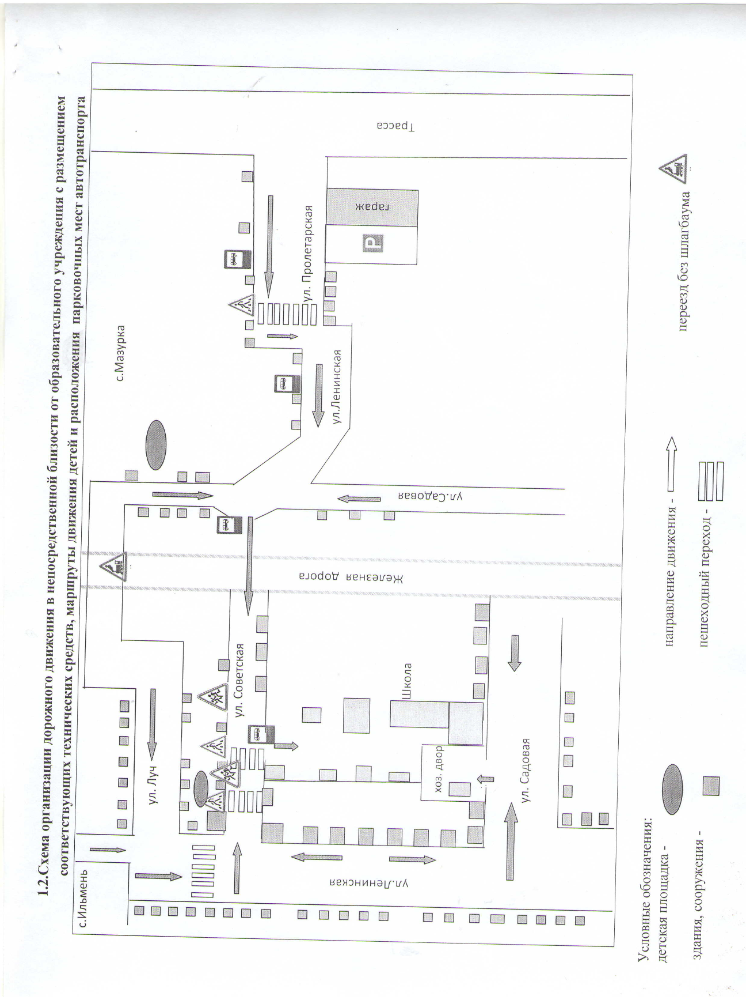 1.2.Схема организации дорожного движения в непосредственной близости от образовательного учреждения с размещением
соответствующих технических средств, маршруты движения детей и расположения парковочных мест автотранспорта
с.Ильмень
с.Мазурка
ул. Луч
ул. Советская
ул. Пролетарская
ул.Ленинская
Трасса
гараж
P
Железная дорога
ул.Садовая
Школа
хоз. двор
ул.Ленинская
ул. Садовая
Условные обозначения:
детская площадка -
направление движения -
переезд без шлагбаума
здания, сооружения -
пешеходный переход -